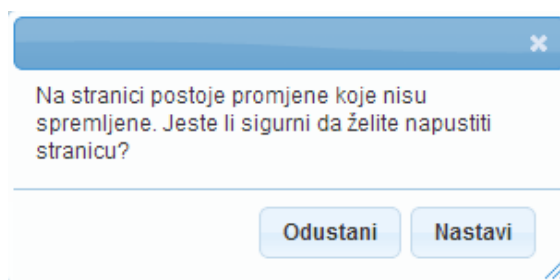 Na stranici postoje promjene koje nisu
spremljene. Jeste li sigurni da želite napustiti
stranicu?
Odustani
Nastavi